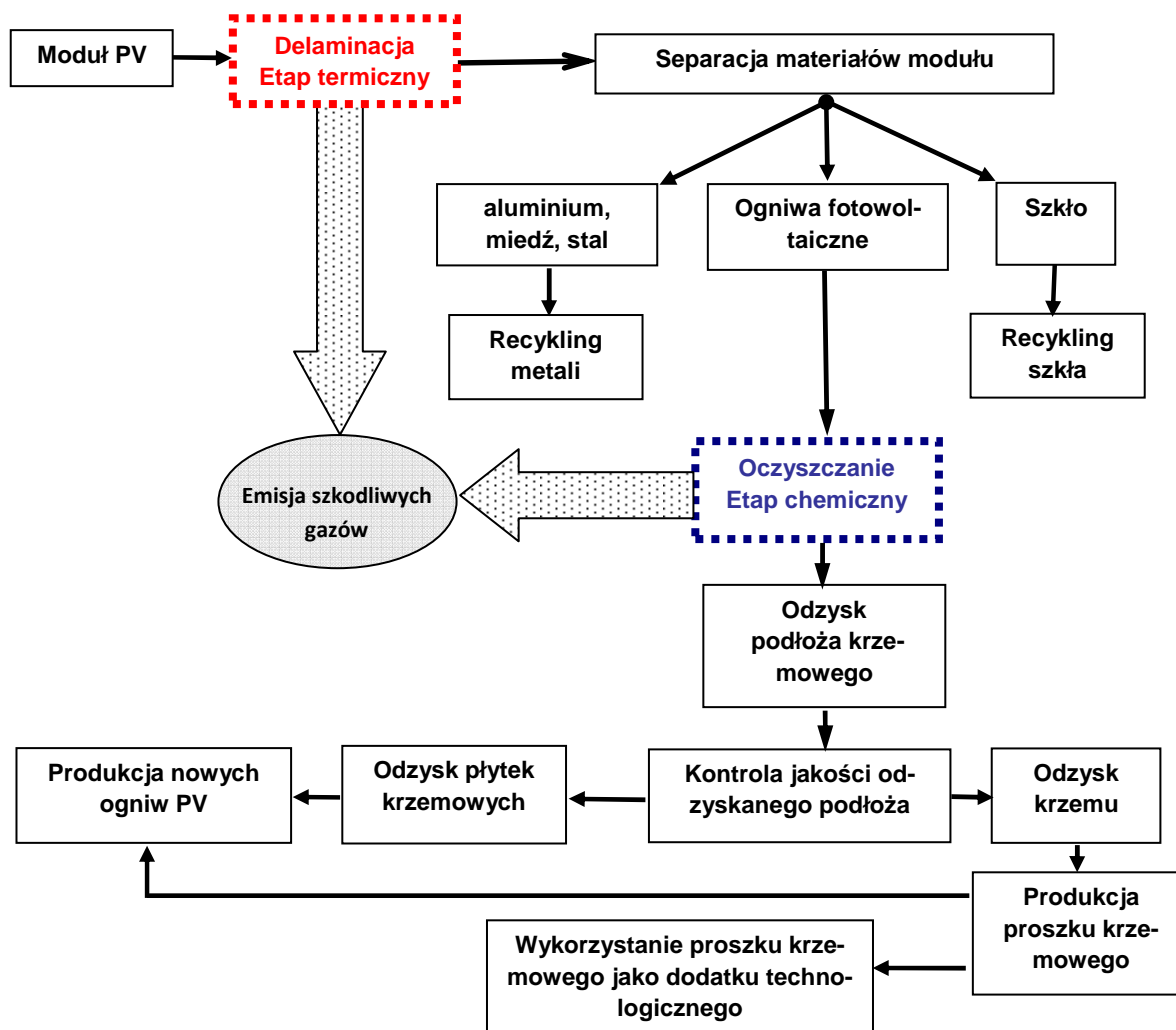 Moduł PV
Delaminacja
Etap termiczny
Separacja materiałów modułu
aluminium,
miedź, stal
Ogniwa fotowol-
taiczne
Szkło
Recykling
metali
Recykling
szkła
Emisja szkodliwych
gazów
Oczyszczanie
Etap chemiczny
Odzysk
podłoża krze-
mowego
Produkcja nowych
ogniw PV
Odzysk płytek
krzemowych
Kontrola jakości od-
zyskanego podłoża
Odzysk
krzemu
Produkcja
proszku krze-
mowego
Wykorzystanie proszku krze-
mowego jako dodatku techno-
logicznego